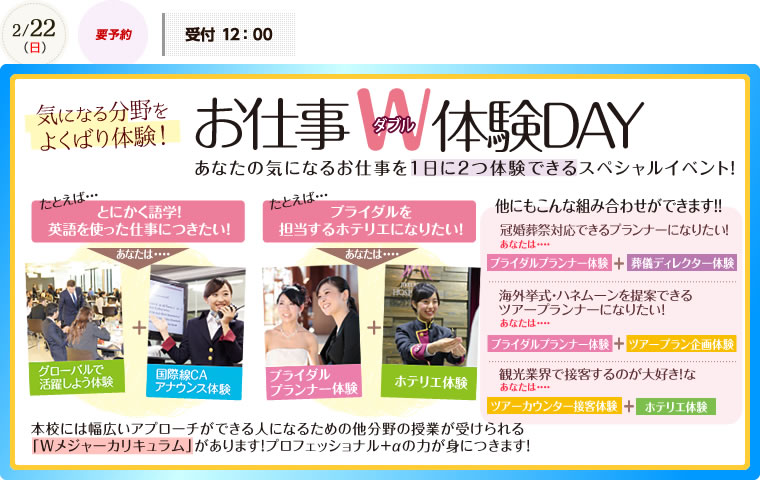 2/22
(日)
要予約
受付 12：00
気になる分野を
よくばり体験!
お仕事W体験DAY
ダブル
あなたの気になるお仕事を1日に2つ体験できるスペシャルイベント!
たとえば…
とにかく語学!
英語を使った仕事につきたい!
あなたは‥‥
グローバルで
活躍しよう体験
+
国際線CA
アナウンス体験
たとえば…
ブライダルを
担当するホテリエになりたい!
あなたは‥‥
ブライダル
プランナー体験
+
ホテリエ体験
他にもこんな組み合わせができます!!
冠婚葬祭対応できるプランナーになりたい!
あなたは‥‥
ブライダルプランナー体験+葬儀ディレクター体験
海外挙式・ハネムーンを提案できる
ツアープランナーになりたい!
あなたは‥‥
ブライダルプランナー体験+ツアープラン企画体験
観光業界で接客するのが大好き!な
あなたは‥‥
ツアーカウンター接客体験+ホテリエ体験
本校には幅広いアプローチができる人になるための他分野の授業が受けられる
「Wメジャーカリキュラム」があります!プロフェッショナル+αの力が身につきます!